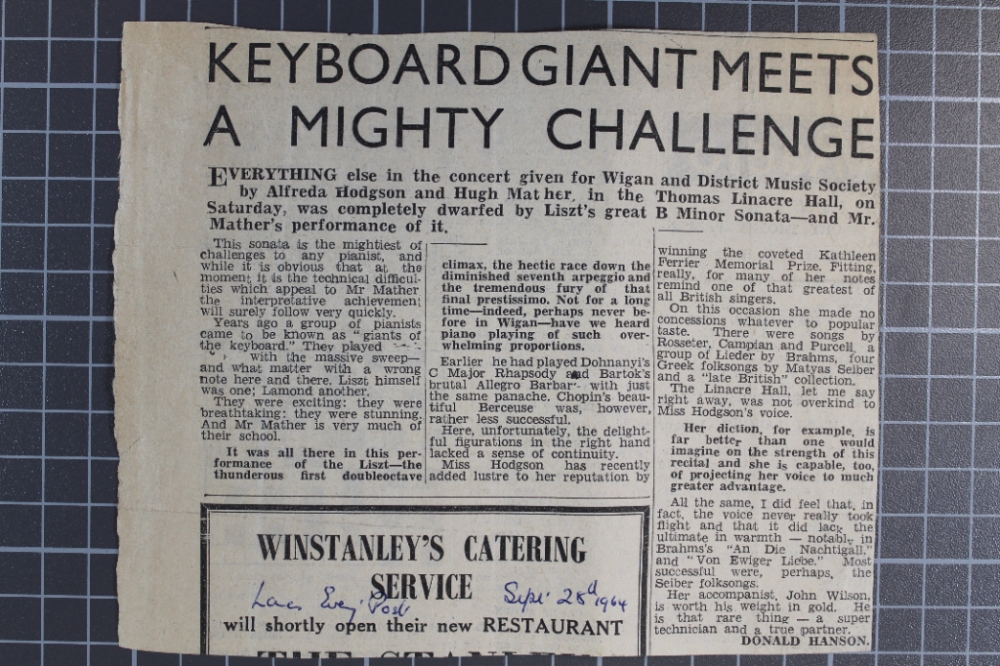 KEYBOARD GIANT MEETS
A MIGHTY CHALLENGE
EVERYTHING else in the concert given for Wigan and District Music Society
by Alfreda Hodgson and Hugh Mather, in the Thomas Linacre Hall, on
Saturday, was completely dwarfed by Liszt's great B Minor Sonata—and Mr.
Mather's performance of it.
This sonata is the mightiest of
challenges to any pianist, and
while it is obvious that at the
moment it is the technical difficul-
ties which appeal to Mr Mather
the interpretative achievement
will surely follow very quickly.
Years ago a group of pianists
came to be known as "giants of
the keyboard." They played
with the massive sweep—
and what matter with a wrong
note here and there. Liszt himself
was one; Lamond another.
They were exciting: they were
breathtaking: they were stunning.
And Mr Mather is very much of
their school.
It was all there in this per-
formance of the Liszt—the
thunderous first doubleoctave
climax, the hectic race down the
diminished seventh arpeggio and
the tremendous fury of that
final prestissimo. Not for a long
time—indeed, perhaps never be-
fore in Wigan—have we heard
piano playing of such over-
whelming proportions.
Earlier he had played Dohnanyi's
C Major Rhapsody and Bartok's
brutal Allegro Barbar with just
the same panache. Chopin's beau-
tiful Berceuse was, however,
rather less successful.
Here, unfortunately, the delight-
ful figurations in the right hand
lacked a sense of continuity.
Miss Hodgson has recently
added lustre to her reputation by
winning the coveted Kathleen
Ferrier Memorial Prize. Fitting,
really, for many of her notes
remind one of that greatest of
all British singers.
On this occasion she made no
concessions whatever to popular
taste. There were songs by
Rosseter, Campian and Purcell, a
group of Lieder by Brahms, four
Greek folksongs by Matyas Seiber
and a "late British" collection.
The Linacre Hall, let me say
right away, was not overkind to
Miss Hodgson's voice.
Her diction, for example, is
far better than one would
imagine on the strength of this
recital and she is capable, too,
of projecting her voice to much
greater advantage.
All the same, I did feel that, in
fact, the voice never really took
flight and that it did lack the
ultimate in warmth — notably in
Brahms's "An Die Nachtigall,"
and "Von Ewiger Liebe." Most
successful were, perhaps, the
Seiber folksongs.
Her accompanist, John Wilson,
is worth his weight in gold. He
is that rare thing — a super
technician and a true partner.
DONALD HANSON.
WINSTANLEY'S CATERING
SERVICE
Lancs Eveg. Post Sept 28th 1964
will shortly open their new RESTAURANT